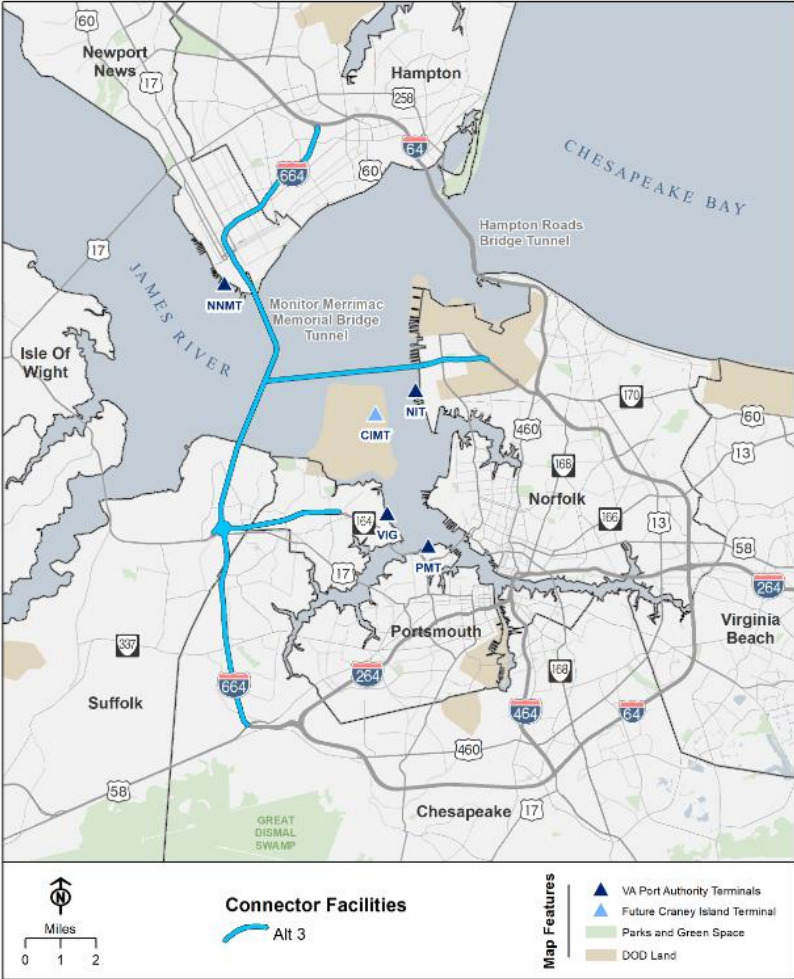 60
Newport
News
17
Hampton
258
64
664
60
CHESAPEAKE BAY
Hampton Roads
Bridge Tunnel
17
JAMES RIVER
NNMT
Monitor Merrimac
Memorial Bridge
Tunnel
Isle Of
Wight
NIT
170
CIMT
460
60
13
168
Norfolk
164
VIG
166
13
PMT
17
58
264
Virginia
Beach
Portsmouth
337
264
168
Suffolk
664
464
64
460
58
Chesapeake
17
GREAT
DISMAL
SWAMP
N
Miles
0 1 2
Connector Facilities
Alt 3
Map Features
VA Port Authority Terminals
Future Craney Island Terminal
Parks and Green Space
DOD Land